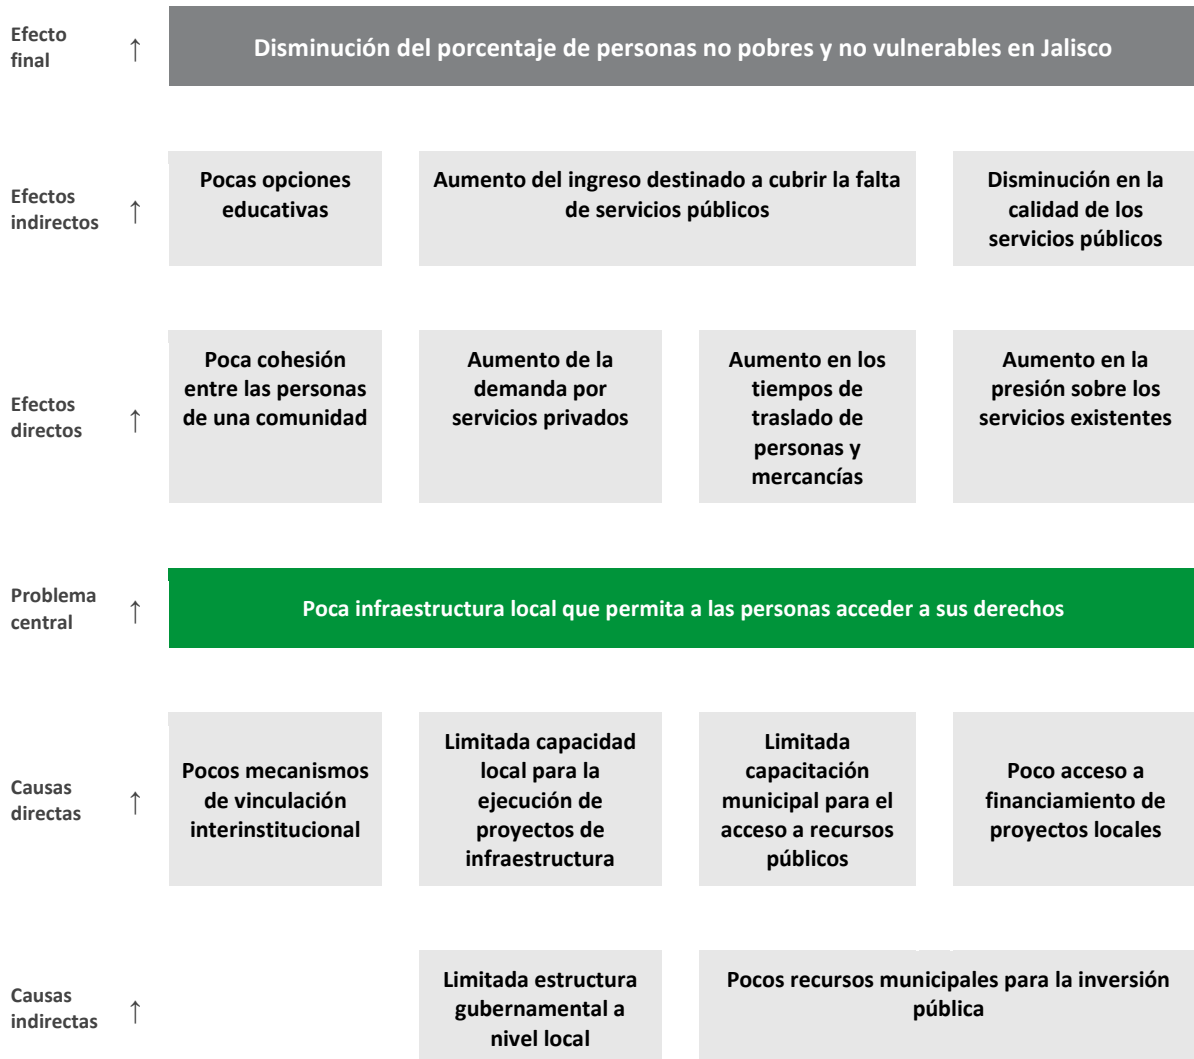 Efecto
final
↑
Disminución del porcentaje de personas no pobres y no vulnerables en Jalisco
Efectos
indirectos
↑
Pocas opciones
educativas
Aumento del ingreso destinado a cubrir la falta
de servicios públicos
Disminución en la
calidad de los
servicios públicos
Efectos
directos
↑
Poca cohesión
entre las personas
de una comunidad
Aumento de la
demanda por
servicios privados
Aumento en los
tiempos de
traslado de
personas y
mercancías
Aumento en la
presión sobre los
servicios existentes
Problema
central
↑
Poca infraestructura local que permita a las personas acceder a sus derechos
Causas
directas
↑
Pocos mecanismos
de vinculación
interinstitucional
Limitada capacidad
local para la
ejecución de
proyectos de
infraestructura
Limitada
capacitación
municipal para el
acceso a recursos
públicos
Poco acceso a
financiamiento de
proyectos locales
Causas
indirectas
↑
Limitada estructura
gubernamental a
nivel local
Pocos recursos municipales para la inversión
pública